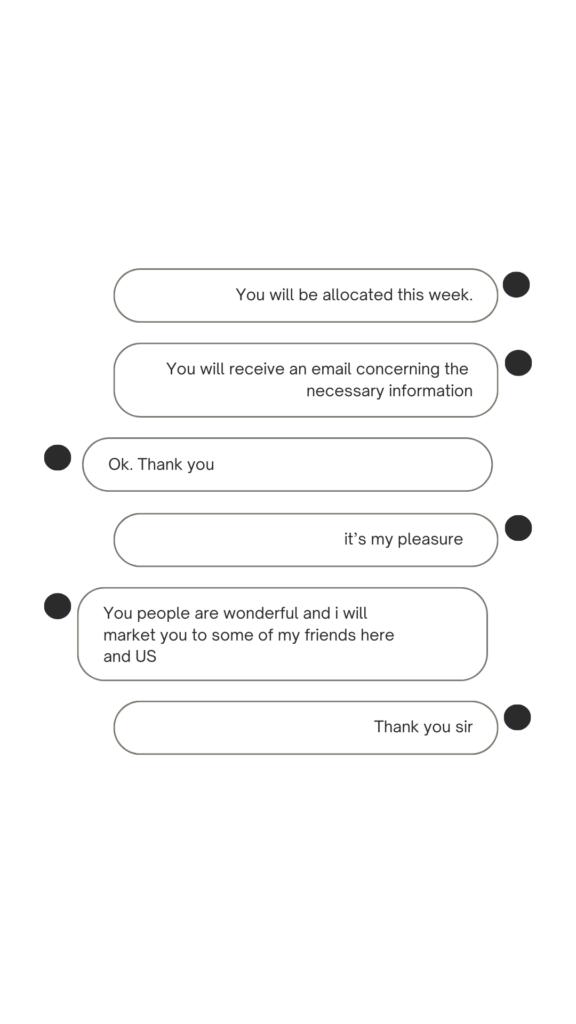 You will be allocated this week.
You will receive an email concerning the
necessary information
Ok. Thank you
it's my pleasure
You people are wonderful and i will
market you to some of my friends here
and US
Thank you sir